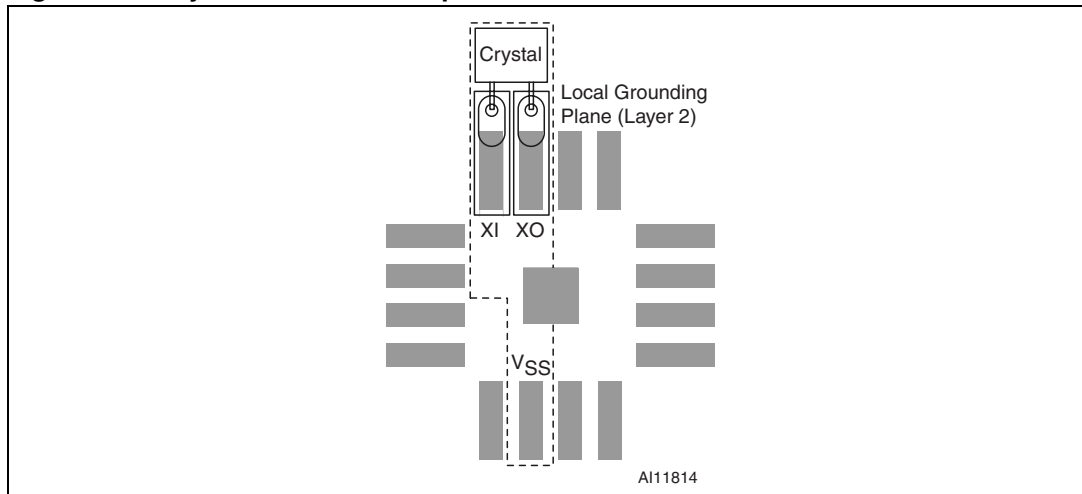 Crystal
Local Grounding
Plane (Layer 2)
XI XO
VSS
AI11814